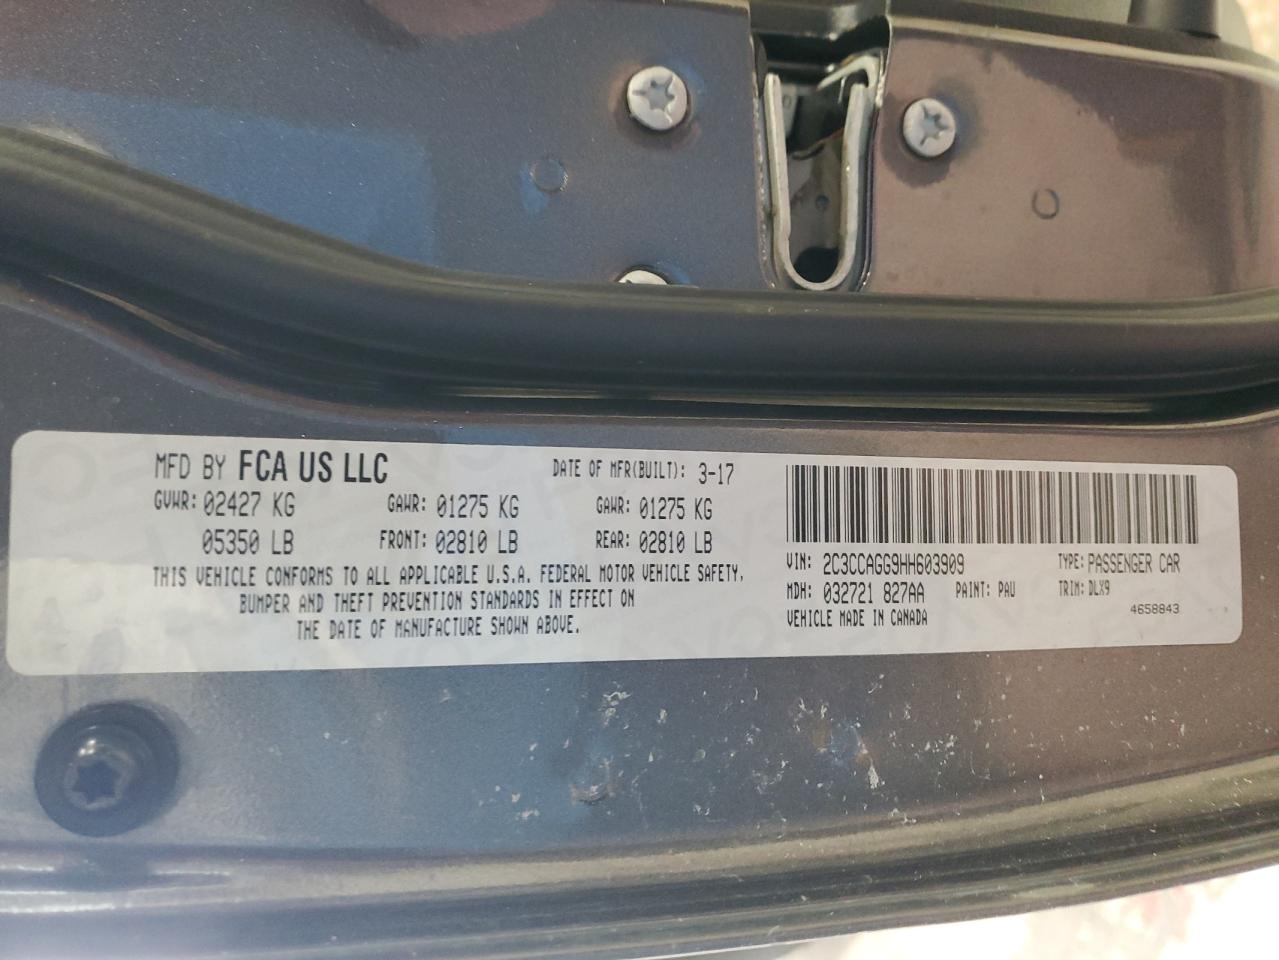 MFD BY FCA US LLC DATE OF MFR(BUILT): 3-17
GVWR: 02427 KG GAWR: 01275 KG GAWR: 01275 KG
05350 LB FRONT: 02810 LB REAR: 02810 LB
THIS VEHICLE CONFORMS TO ALL APPLICABLE U.S.A. FEDERAL MOTOR VEHICLE SAFETY,
BUMPER AND THEFT PREVENTION STANDARDS IN EFFECT ON
THE DATE OF MANUFACTURE SHOWN ABOVE.
VIN: 2C3CCAGG9HH603909 TYPE: PASSENGER CAR
MDH: 032721 827AA PAINT: PAU TRIM: DLX9
VEHICLE MADE IN CANADA 4658843